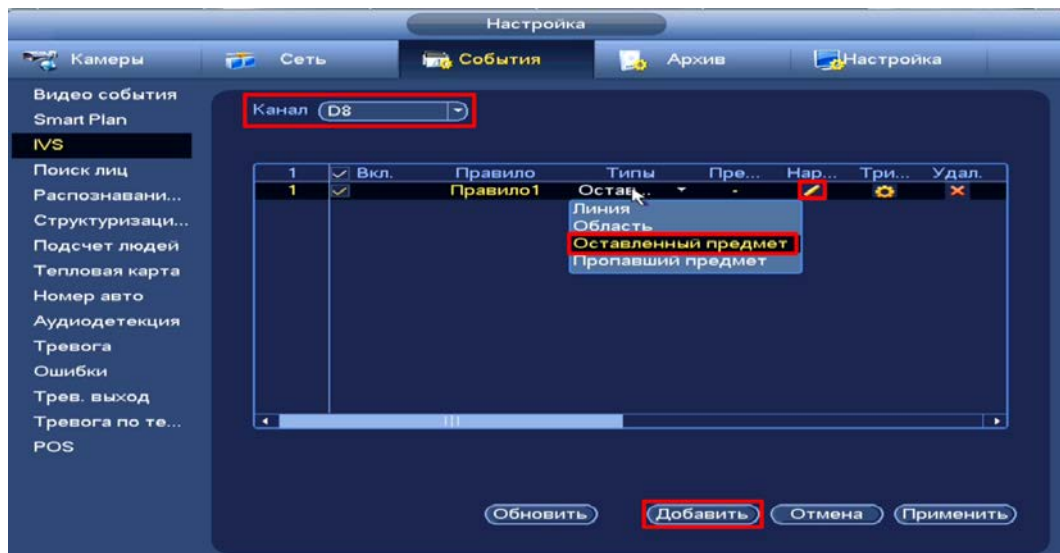 Настройка
Камеры Сеть События Архив Настройка
Видео события
Smart Plan
IVS
Поиск лиц
Распознавани...
Структуризаци...
Подсчет людей
Тепловая карта
Номер авто
Аудиодетекция
Тревога
Ошибки
Трев. выход
Тревога по те...
POS
Канал D8
1 Вкл. Правило Типы Пре... Нар... Три... Удал.
1 Правило1 Остав... -
Линия
Область
Оставленный предмет
Пропавший предмет
Обновить Добавить Отмена Применить